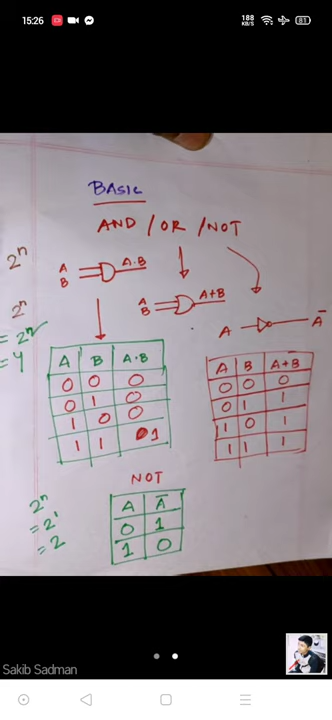 15:26
188
KB/S
81
BASIC
AND / OR / NOT
2ⁿ
A
B
A·B
2ⁿ
A
B
A+B
A
Ā
= 2ⁿ
= 4
A B A·B
0 0 0
0 1 0
1 0 0
1 1 1
A B A+B
0 0 0
0 1 1
1 0 1
1 1 1
NOT
2ⁿ
= 2¹
= 2
A Ā
0 1
1 0
Sakib Sadman